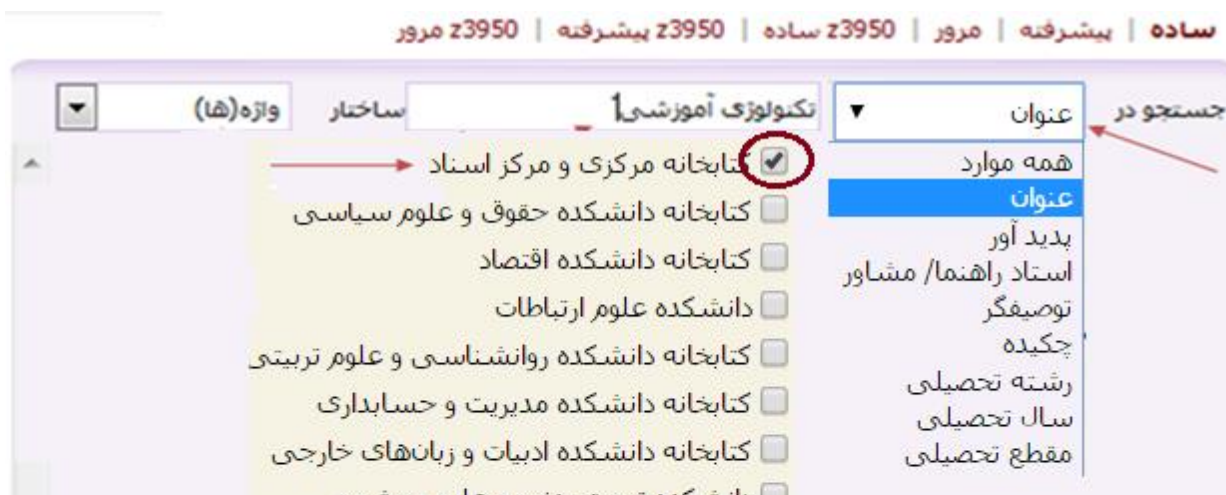 ساده | پیشرفته | مرور | z3950 ساده | z3950 پیشرفته | z3950 مرور
جستجو در عنوان تکنولوژی آموزشی ساختار واژه(ها)
همه موارد
عنوان
پدید آور
استاد راهنما/ مشاور
توصیفگر
چکیده
رشته تحصیلی
سال تحصیلی
مقطع تحصیلی
کتابخانه مرکزی و مرکز اسناد
کتابخانه دانشکده حقوق و علوم سیاسی
کتابخانه دانشکده اقتصاد
دانشکده علوم ارتباطات
کتابخانه دانشکده روانشناسی و علوم تربیتی
کتابخانه دانشکده مدیریت و حسابداری
کتابخانه دانشکده ادبیات و زبان‌های خارجی